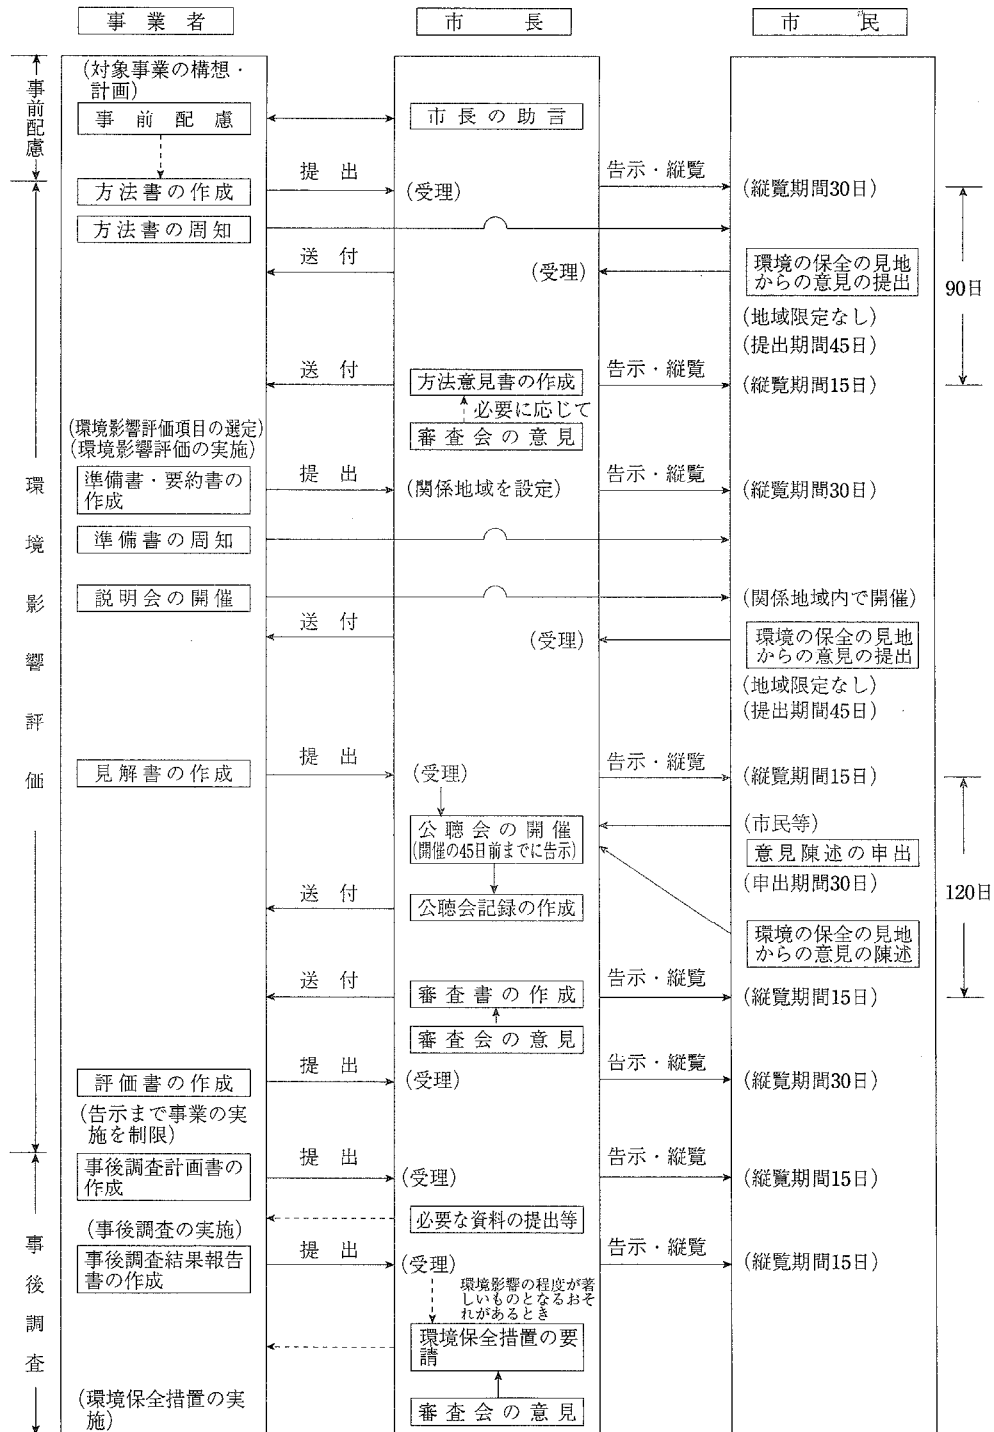 事業者
市長
市民
事前配慮
(対象事業の構想・
計画)
事前配慮
市長の助言
方法書の作成
提出
(受理)
告示・縦覧
(縦覧期間30日)
方法書の周知
送付
(受理)
環境の保全の見地
からの意見の提出
(地域限定なし)
(提出期間45日)
90日
送付
方法意見書の作成
告示・縦覧
(縦覧期間15日)
必要に応じて
審査会の意見
環境影響評価
(環境影響評価項目の選定)
(環境影響評価の実施)
準備書・要約書の
作成
提出
(関係地域を設定)
告示・縦覧
(縦覧期間30日)
準備書の周知
説明会の開催
(関係地域内で開催)
送付
(受理)
環境の保全の見地
からの意見の提出
(地域限定なし)
(提出期間45日)
見解書の作成
提出
(受理)
告示・縦覧
(縦覧期間15日)
公聴会の開催
(開催の45日前までに告示)
(市民等)
意見陳述の申出
(申出期間30日)
120日
送付
公聴会記録の作成
環境の保全の見地
からの意見の陳述
送付
審査書の作成
告示・縦覧
(縦覧期間15日)
審査会の意見
評価書の作成
提出
(受理)
告示・縦覧
(縦覧期間30日)
(告示まで事業の実
施を制限)
事後調査
事後調査計画書の
作成
提出
(受理)
告示・縦覧
(縦覧期間15日)
必要な資料の提出等
(事後調査の実施)
事後調査結果報告
書の作成
提出
(受理)
告示・縦覧
(縦覧期間15日)
環境影響の程度が著
しいものとなるおそ
れがあるとき
環境保全措置の要
請
(環境保全措置の実
施)
審査会の意見